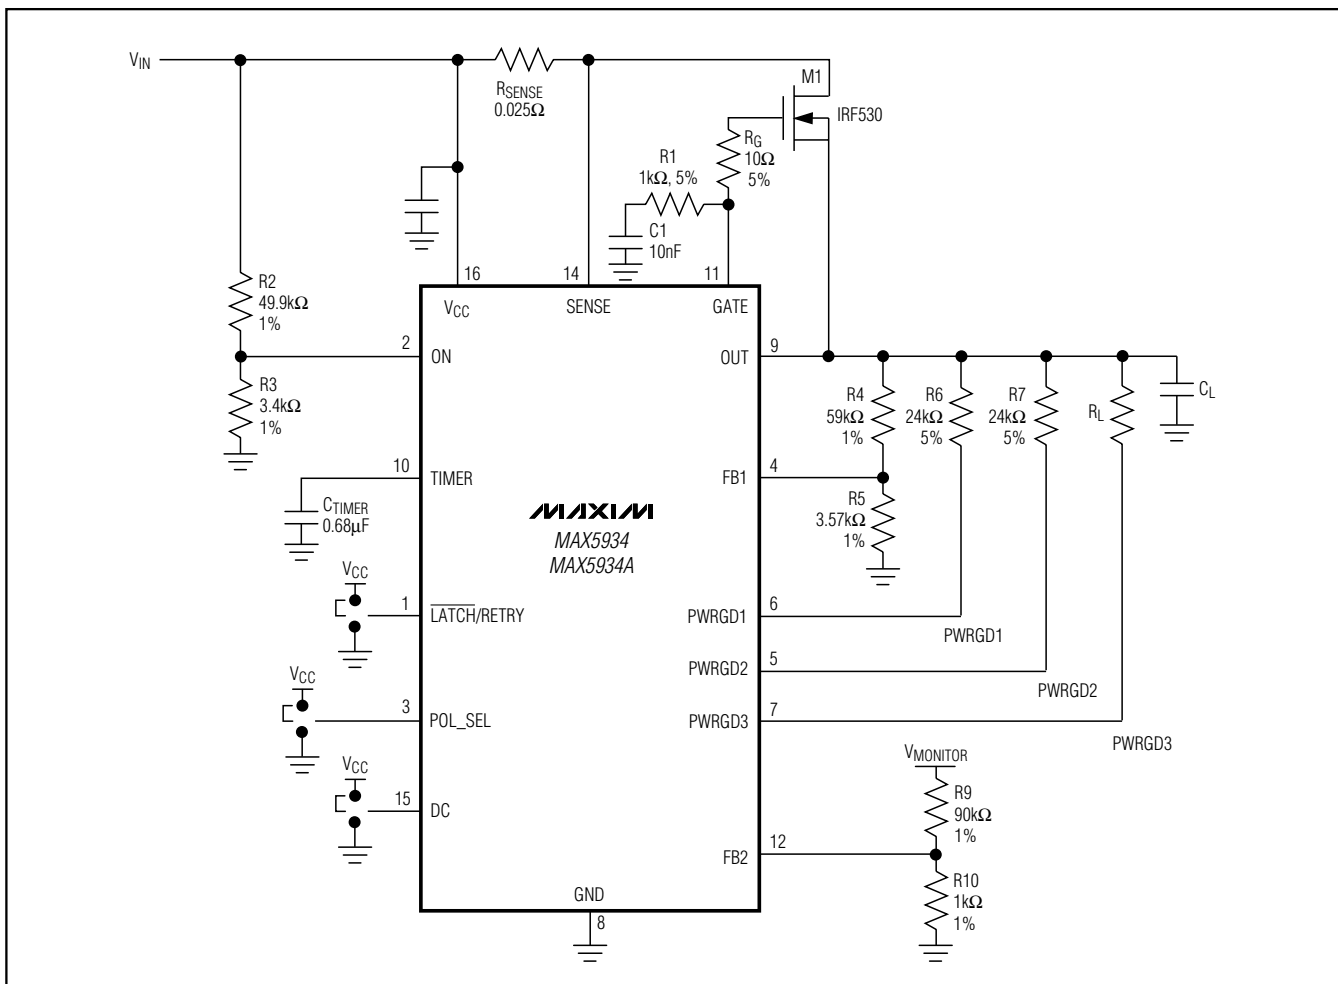 V_IN
R_SENSE
0.025Ω
M1
IRF530
R_G
10Ω
5%
R1
1kΩ, 5%
C1
10nF
R2
49.9kΩ
1%
16
14
11
V_CC
SENSE
GATE
2
ON
OUT
9
R3
3.4kΩ
1%
R4
59kΩ
1%
R6
24kΩ
5%
R7
24kΩ
5%
R_L
C_L
10
TIMER
FB1
4
C_TIMER
0.68μF
R5
3.57kΩ
1%
MAXIM
MAX5934
MAX5934A
V_CC
1
LATCH/RETRY
PWRGD1
6
PWRGD1
V_CC
3
POL_SEL
PWRGD2
5
PWRGD2
PWRGD3
7
PWRGD3
V_CC
15
DC
V_MONITOR
R9
90kΩ
1%
FB2
12
R10
1kΩ
1%
GND
8